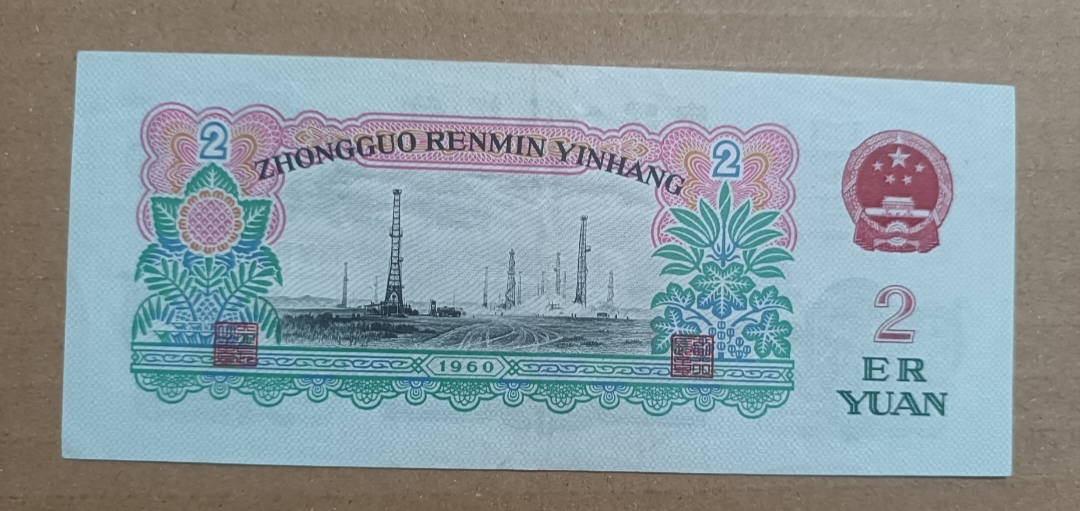 2
2
ZHONGGUO RENMIN YINHANG
1960
2
ER
YUAN